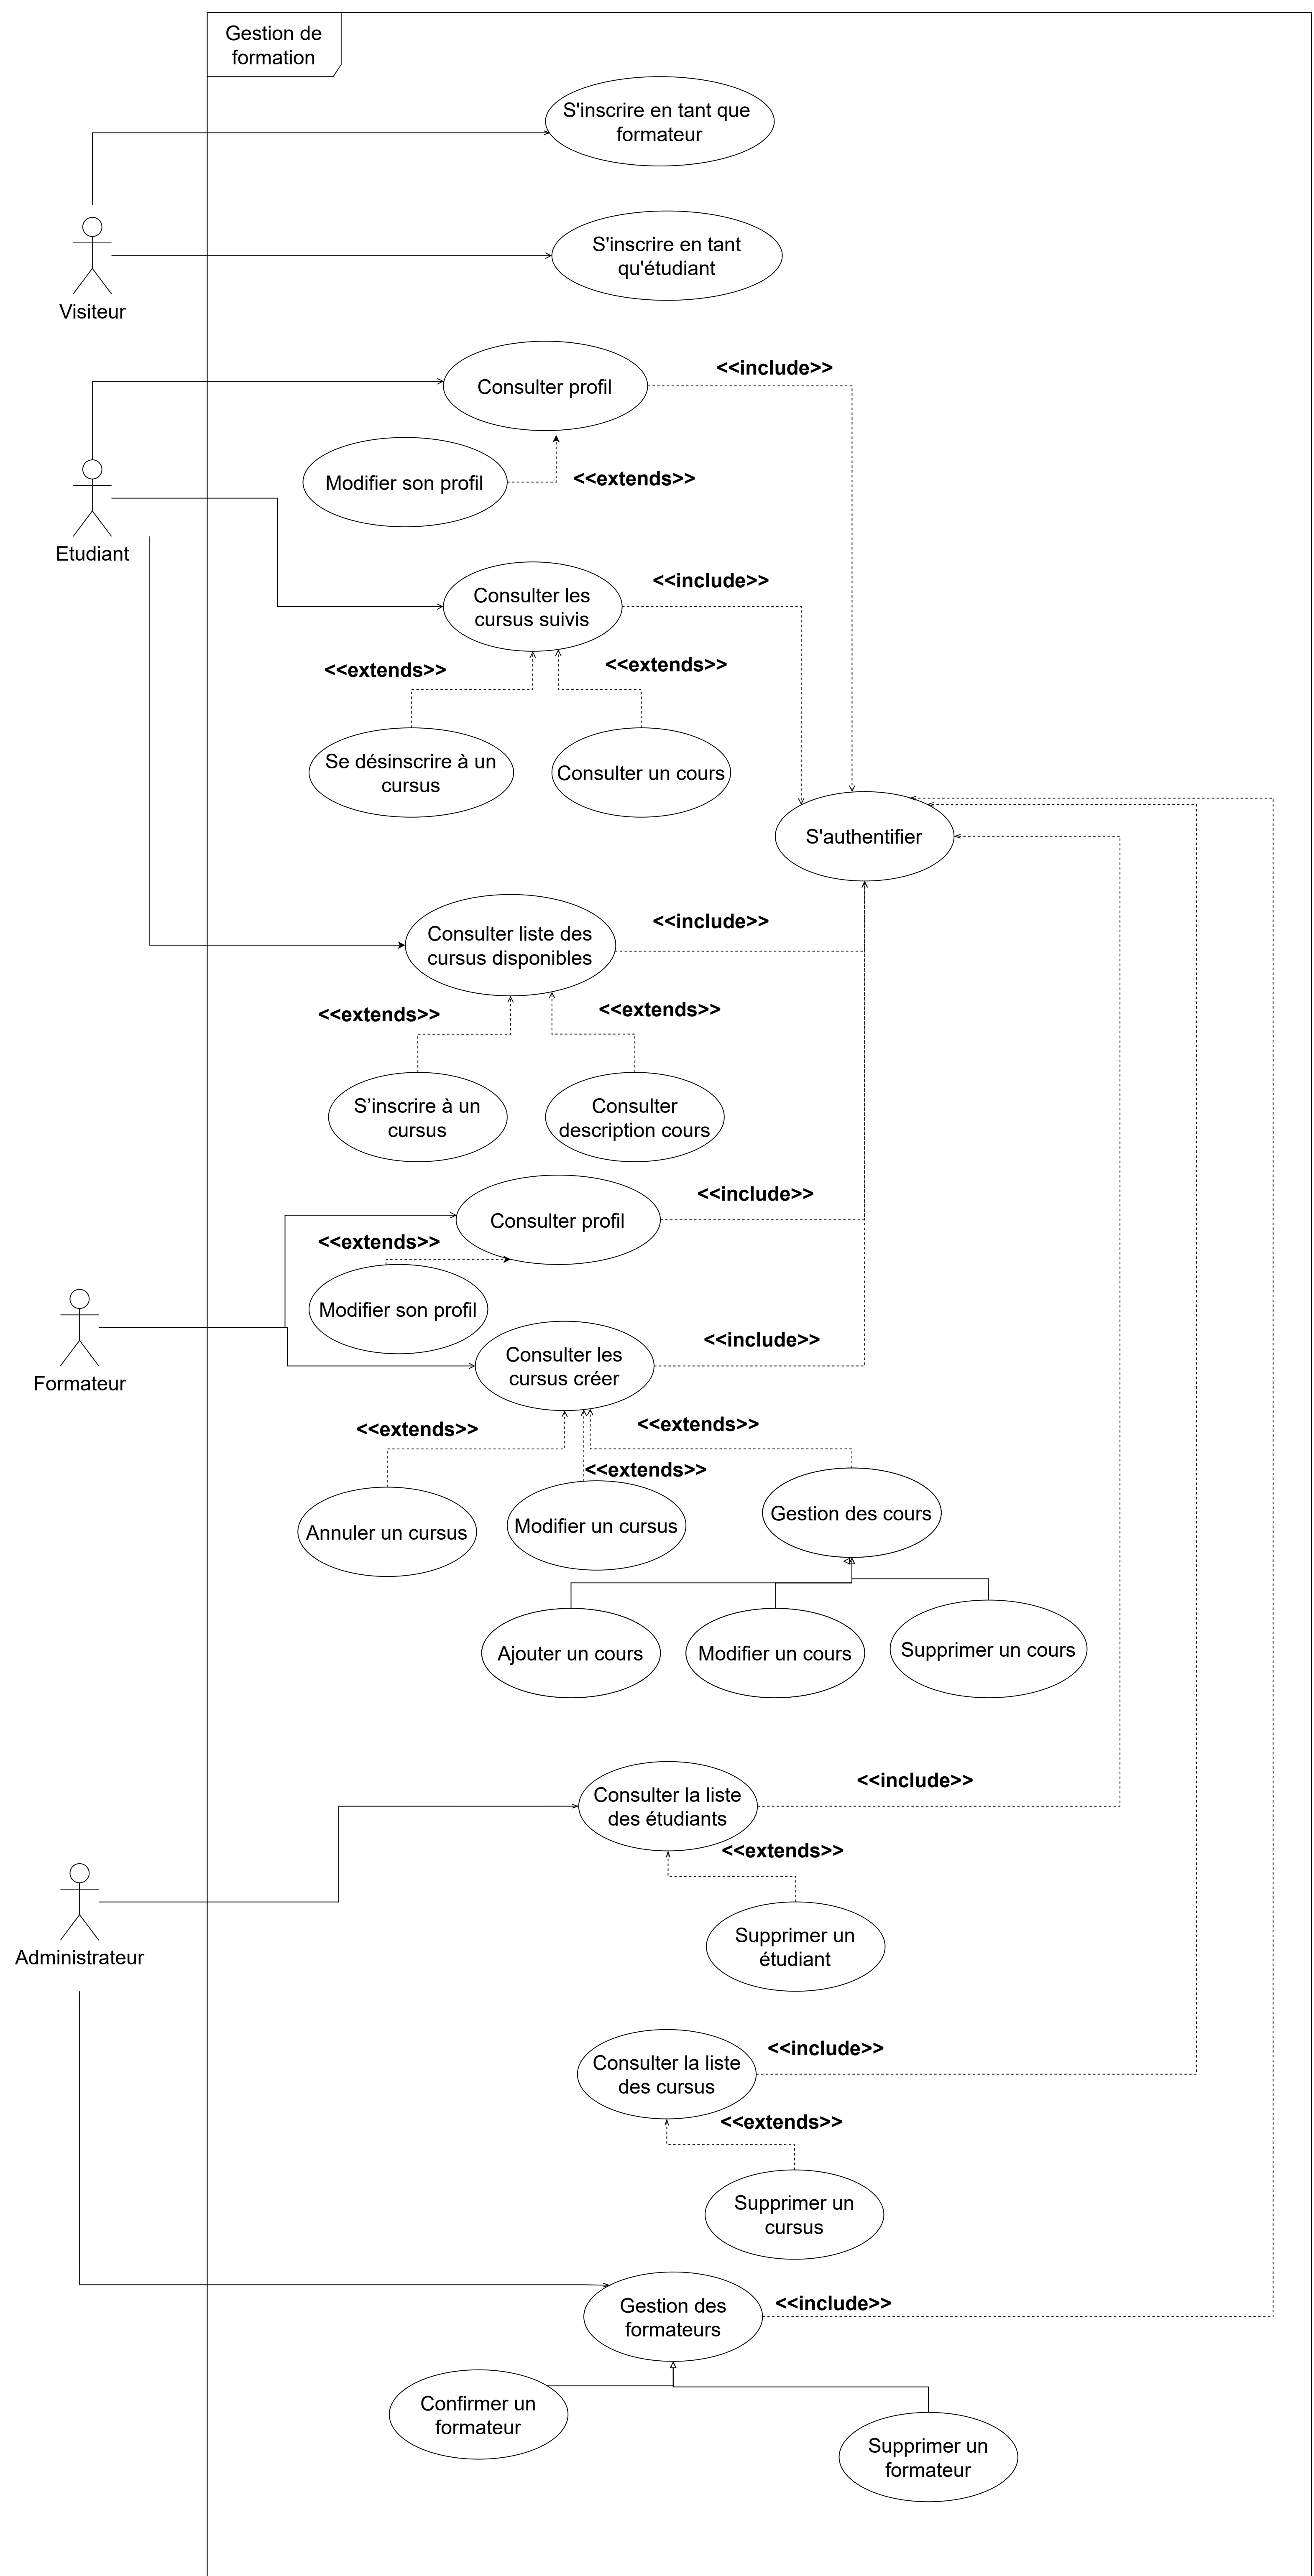 Gestion de
formation
S'inscrire en tant que
formateur
S'inscrire en tant
qu'étudiant
Visiteur
<<include>>
Consulter profil
<<extends>>
Modifier son profil
Etudiant
<<include>>
Consulter les
cursus suivis
<<extends>>
<<extends>>
Se désinscrire à un
cursus
Consulter un cours
S'authentifier
<<include>>
Consulter liste des
cursus disponibles
<<extends>>
<<extends>>
S’inscrire à un
cursus
Consulter
description cours
<<include>>
Consulter profil
<<extends>>
Modifier son profil
Formateur
<<include>>
Consulter les
cursus créer
<<extends>>
<<extends>>
<<extends>>
Annuler un cursus
Modifier un cursus
Gestion des cours
Ajouter un cours
Modifier un cours
Supprimer un cours
<<include>>
Consulter la liste
des étudiants
<<extends>>
Supprimer un
étudiant
Administrateur
<<include>>
Consulter la liste
des cursus
<<extends>>
Supprimer un
cursus
<<include>>
Gestion des
formateurs
Confirmer un
formateur
Supprimer un
formateur